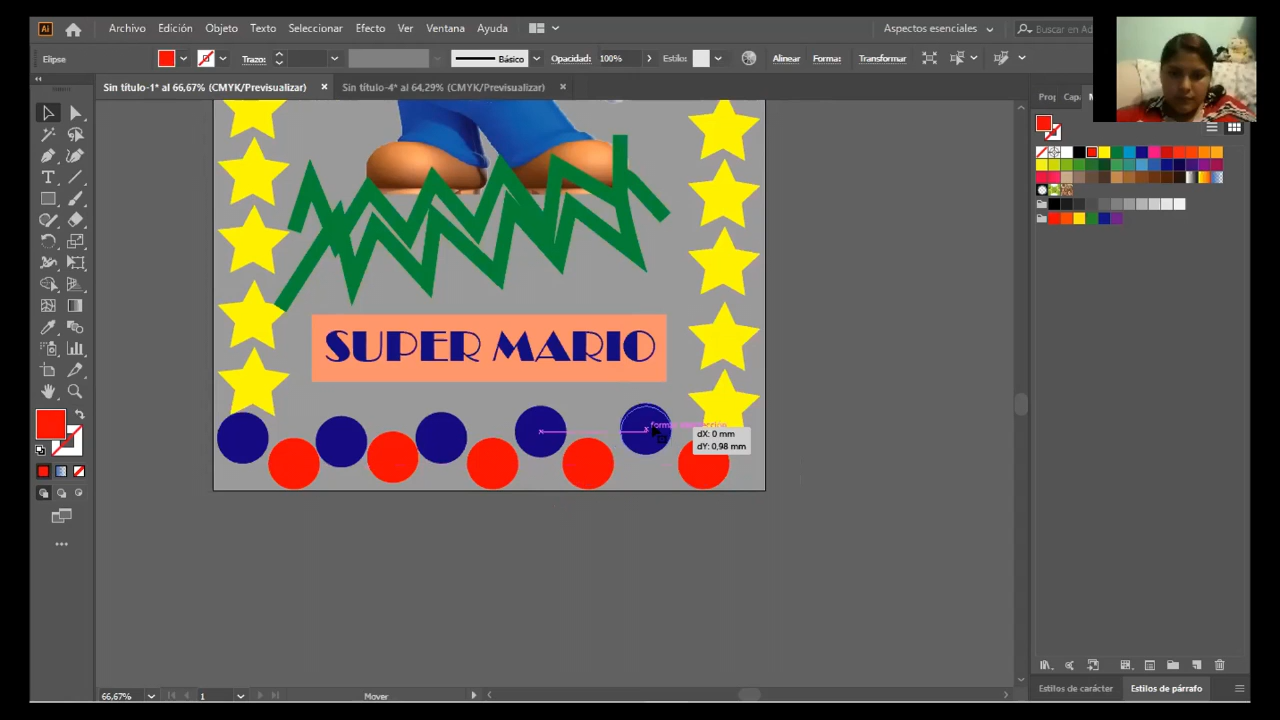 Ai
Archivo Edición Objeto Texto Seleccionar Efecto Ver Ventana Ayuda
Aspectos esenciales
Buscar en Ad
Elipse
Trazo:
Básico
Opacidad: 100%
Estilo:
Alinear
Forma:
Transformar
Sin título-1* al 66,67% (CMYK/Previsualizar) ×
Sin título-4* al 64,29% (CMYK/Previsualizar) ×
Capa
SUPER MARIO
dX: 0 mm
dY: 0,98 mm
Estilos de carácter
Estilos de párrafo
66,67%
1
Mover